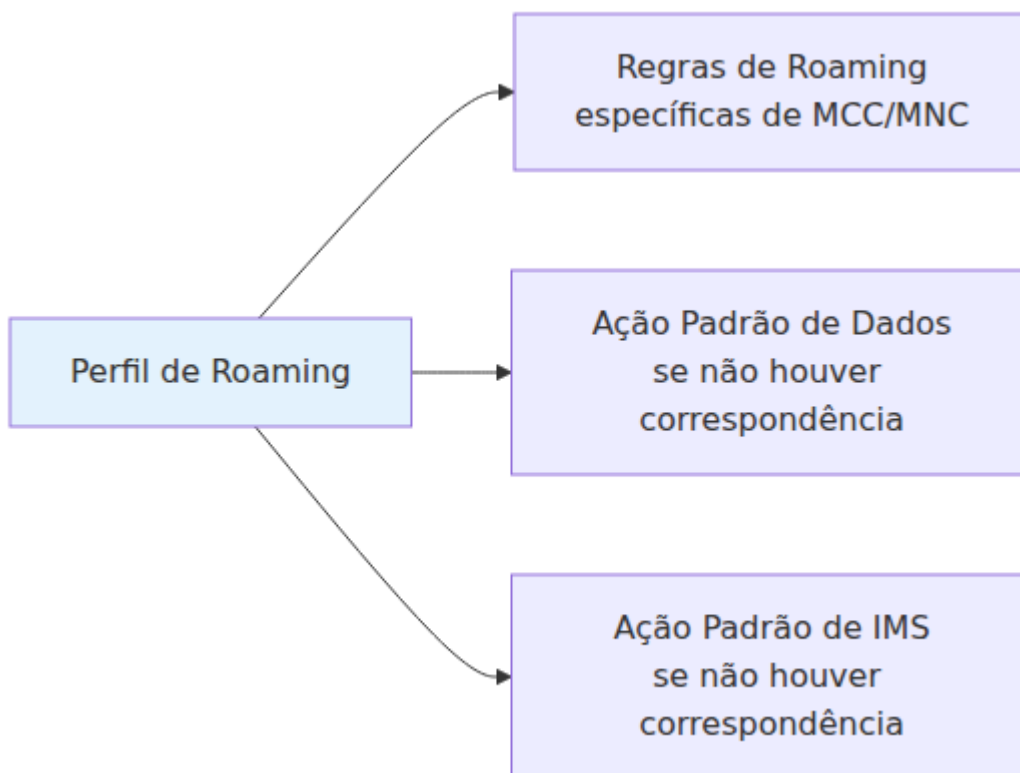 Regras de Roaming
específicas de MCC/MNC
Perfil de Roaming
Ação Padrão de Dados
se não houver
correspondência
Ação Padrão de IMS
se não houver
correspondência